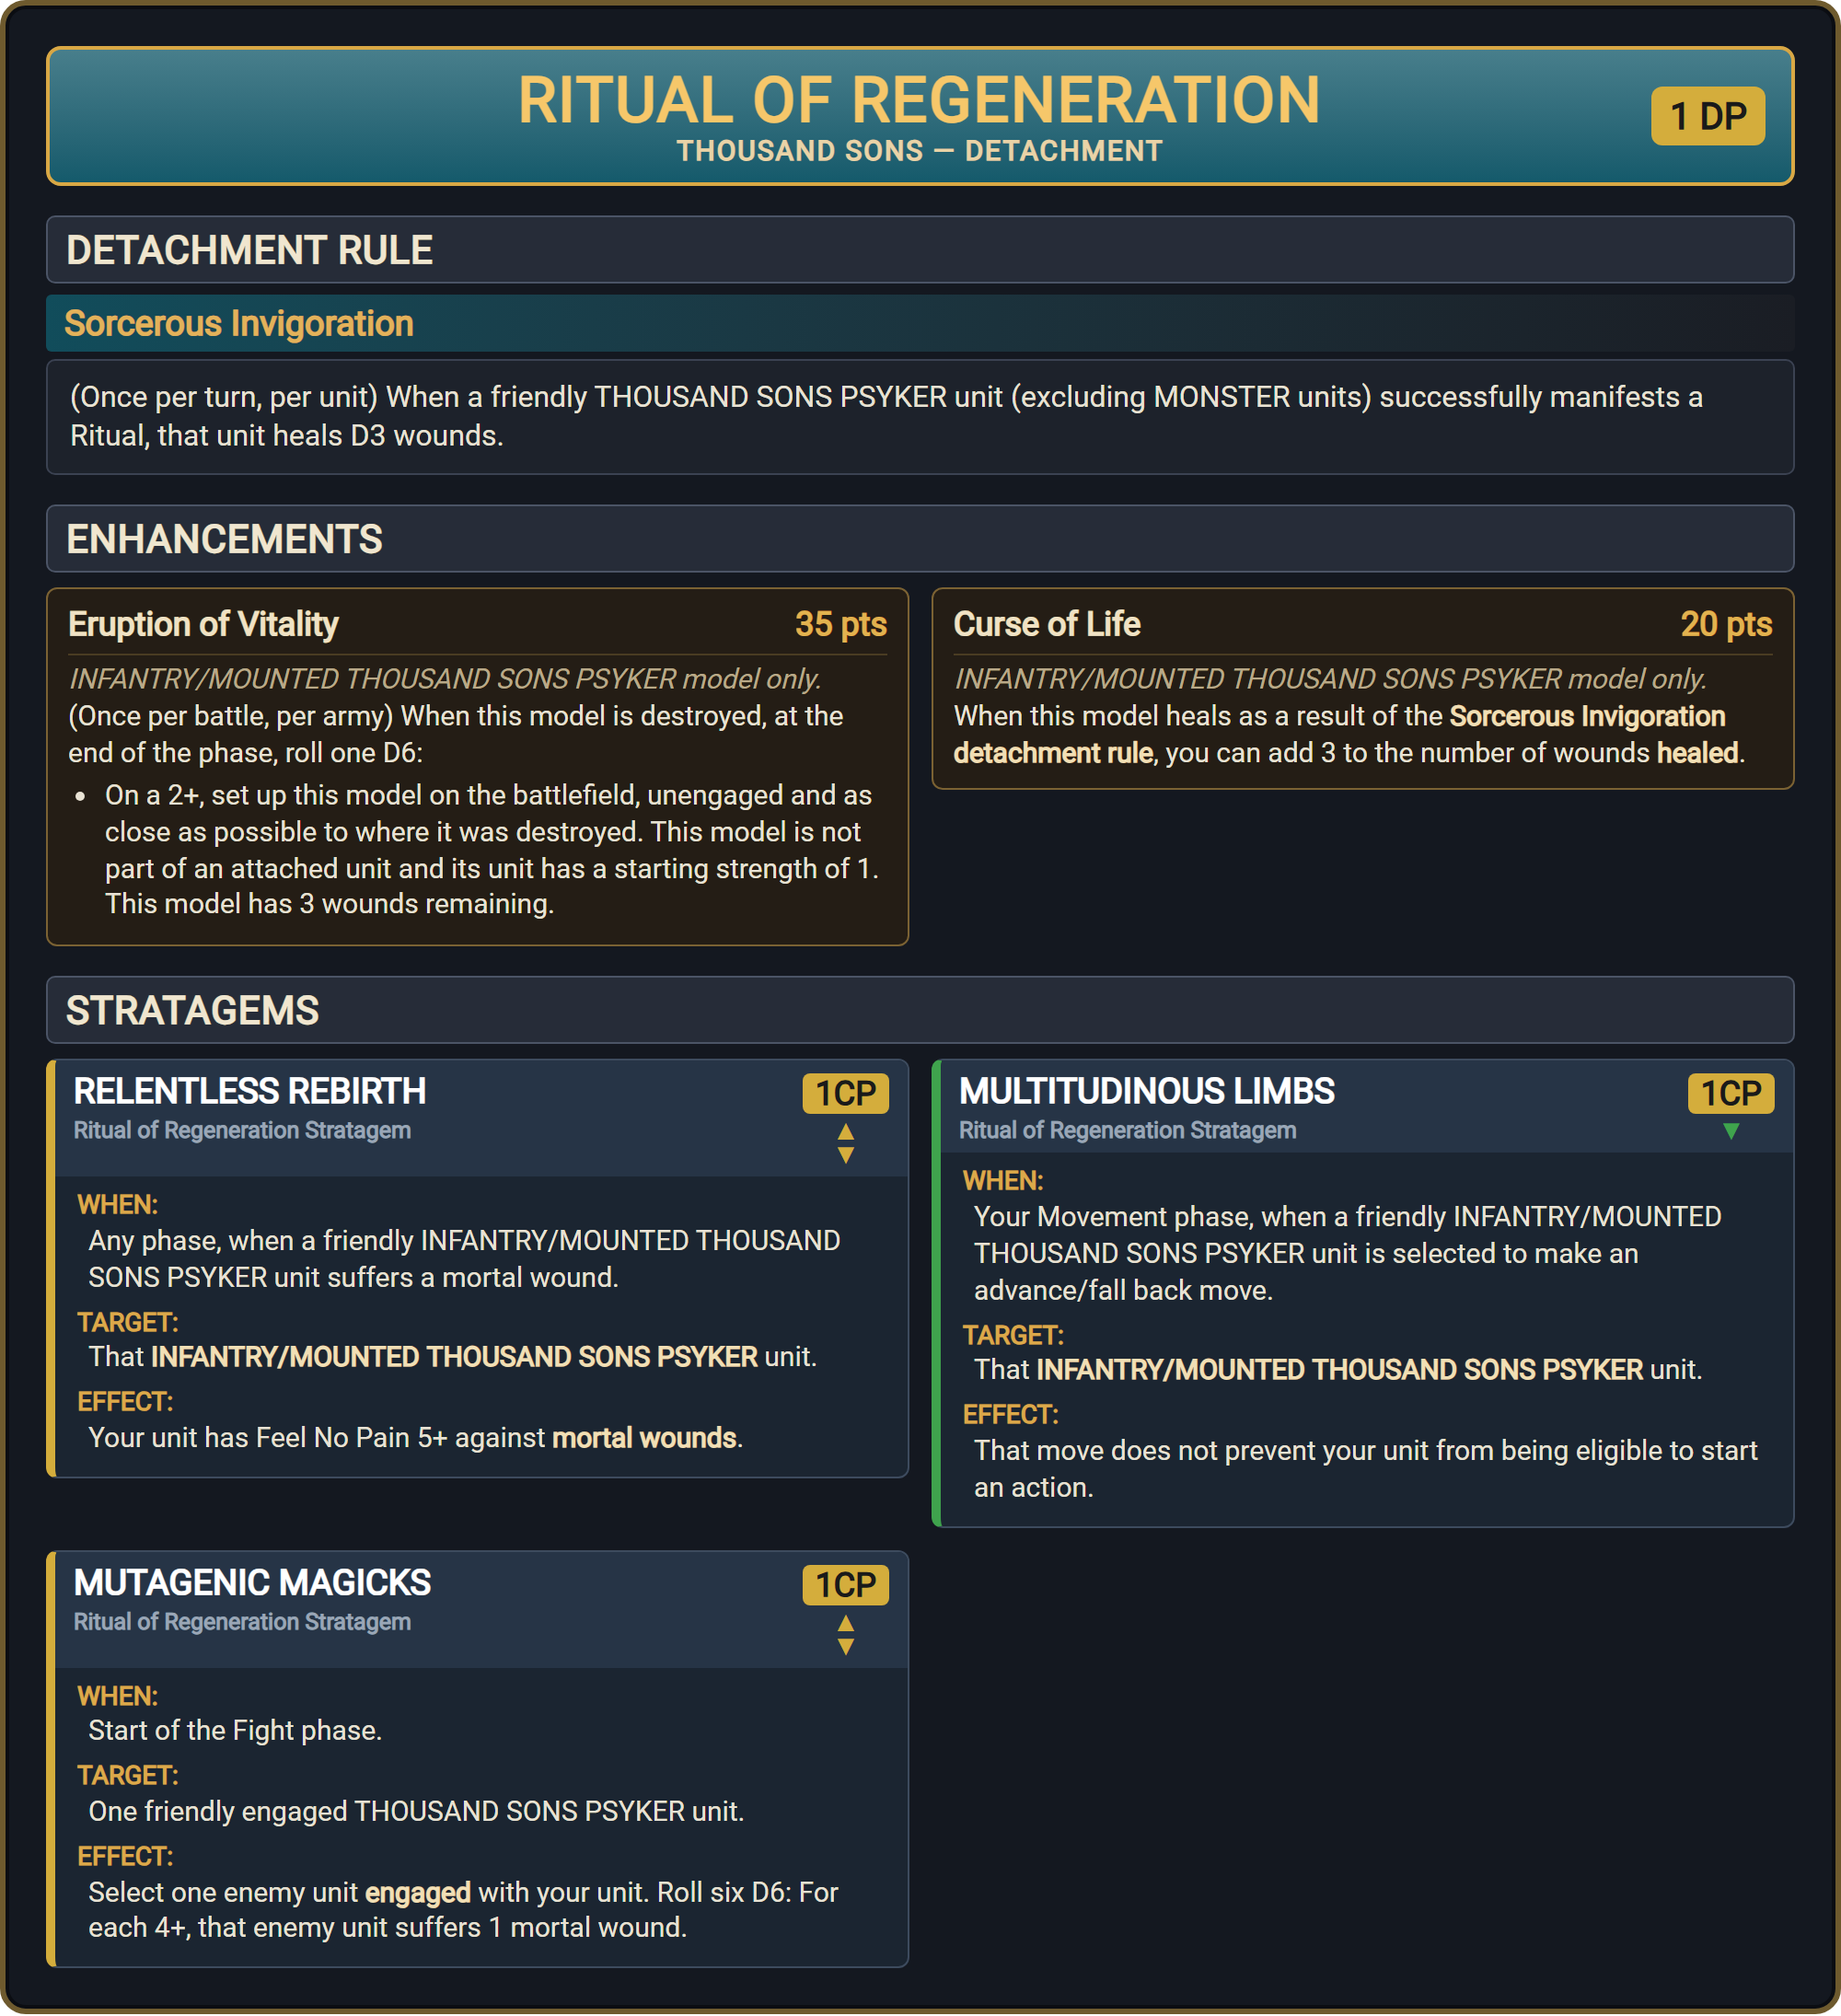 RITUAL OF REGENERATION
THOUSAND SONS — DETACHMENT
1 DP
DETACHMENT RULE
Sorcerous Invigoration
(Once per turn, per unit) When a friendly THOUSAND SONS PSYKER unit (excluding MONSTER units) successfully manifests a
Ritual, that unit heals D3 wounds.
ENHANCEMENTS
Eruption of Vitality
35 pts
INFANTRY/MOUNTED THOUSAND SONS PSYKER model only.
(Once per battle, per army) When this model is destroyed, at the
end of the phase, roll one D6:
• On a 2+, set up this model on the battlefield, unengaged and as
close as possible to where it was destroyed. This model is not
part of an attached unit and its unit has a starting strength of 1.
This model has 3 wounds remaining.
Curse of Life
20 pts
INFANTRY/MOUNTED THOUSAND SONS PSYKER model only.
When this model heals as a result of the Sorcerous Invigoration
detachment rule, you can add 3 to the number of wounds healed.
STRATAGEMS
RELENTLESS REBIRTH
1CP
Ritual of Regeneration Stratagem
▲
▼
WHEN:
Any phase, when a friendly INFANTRY/MOUNTED THOUSAND
SONS PSYKER unit suffers a mortal wound.
TARGET:
That INFANTRY/MOUNTED THOUSAND SONS PSYKER unit.
EFFECT:
Your unit has Feel No Pain 5+ against mortal wounds.
MULTITUDINOUS LIMBS
1CP
Ritual of Regeneration Stratagem
▼
WHEN:
Your Movement phase, when a friendly INFANTRY/MOUNTED
THOUSAND SONS PSYKER unit is selected to make an
advance/fall back move.
TARGET:
That INFANTRY/MOUNTED THOUSAND SONS PSYKER unit.
EFFECT:
That move does not prevent your unit from being eligible to start
an action.
MUTAGENIC MAGICKS
1CP
Ritual of Regeneration Stratagem
▲
▼
WHEN:
Start of the Fight phase.
TARGET:
One friendly engaged THOUSAND SONS PSYKER unit.
EFFECT:
Select one enemy unit engaged with your unit. Roll six D6: For
each 4+, that enemy unit suffers 1 mortal wound.